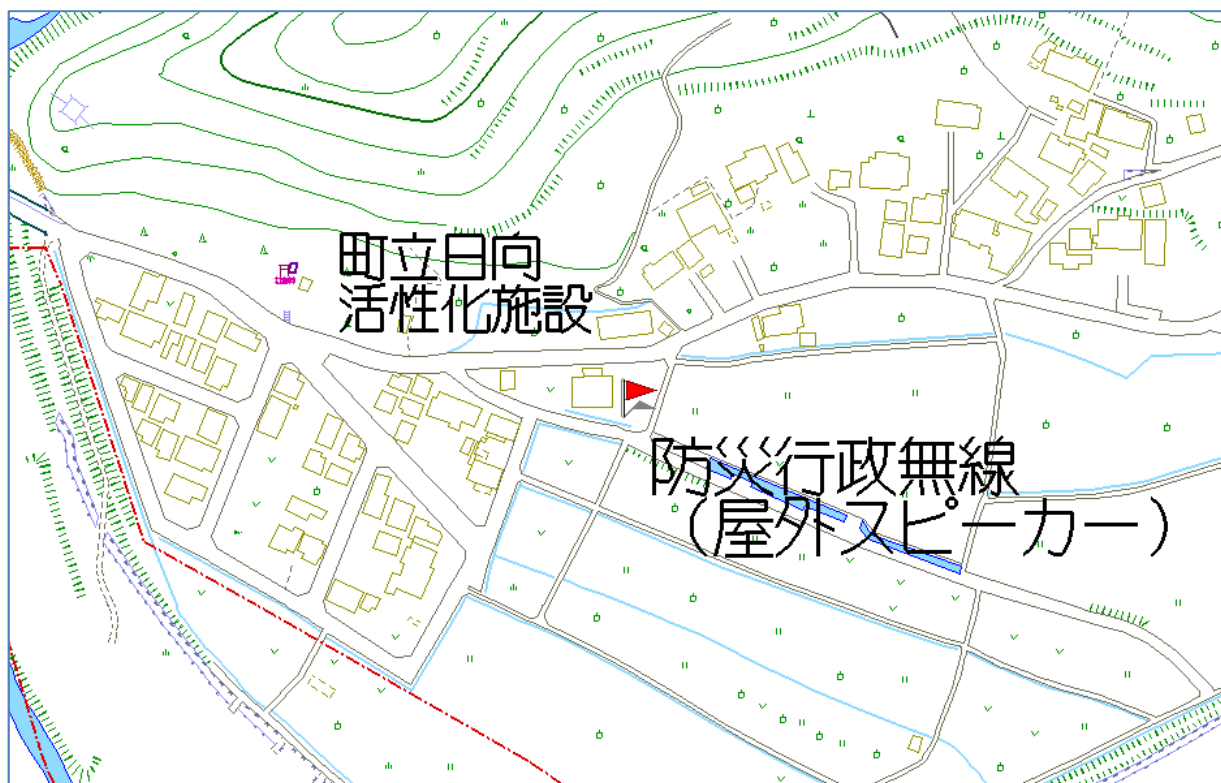 町立日向
活性化施設
防災行政無線
（屋外スピーカー）